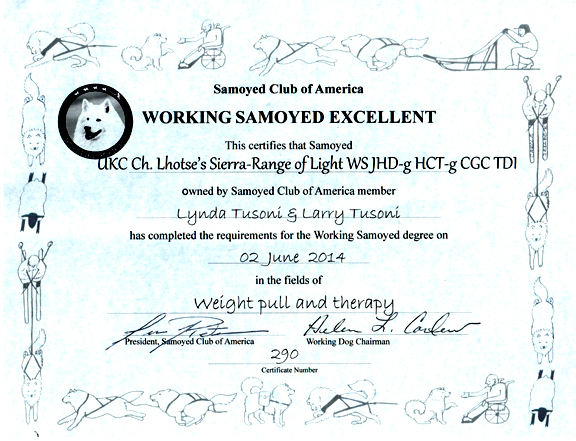 Samoyed Club of America
WORKING SAMOYED EXCELLENT
This certifies that Samoyed
UKC Ch. Lhotse's Sierra-Range of Light WS JHD-g HCT-g CGC TDI
owned by Samoyed Club of America member
Lynda Tusoni & Larry Tusoni
has completed the requirements for the Working Samoyed degree on
02 June 2014
in the fields of
Weight pull and therapy
President, Samoyed Club of America Working Dog Chairman
290
Certificate Number